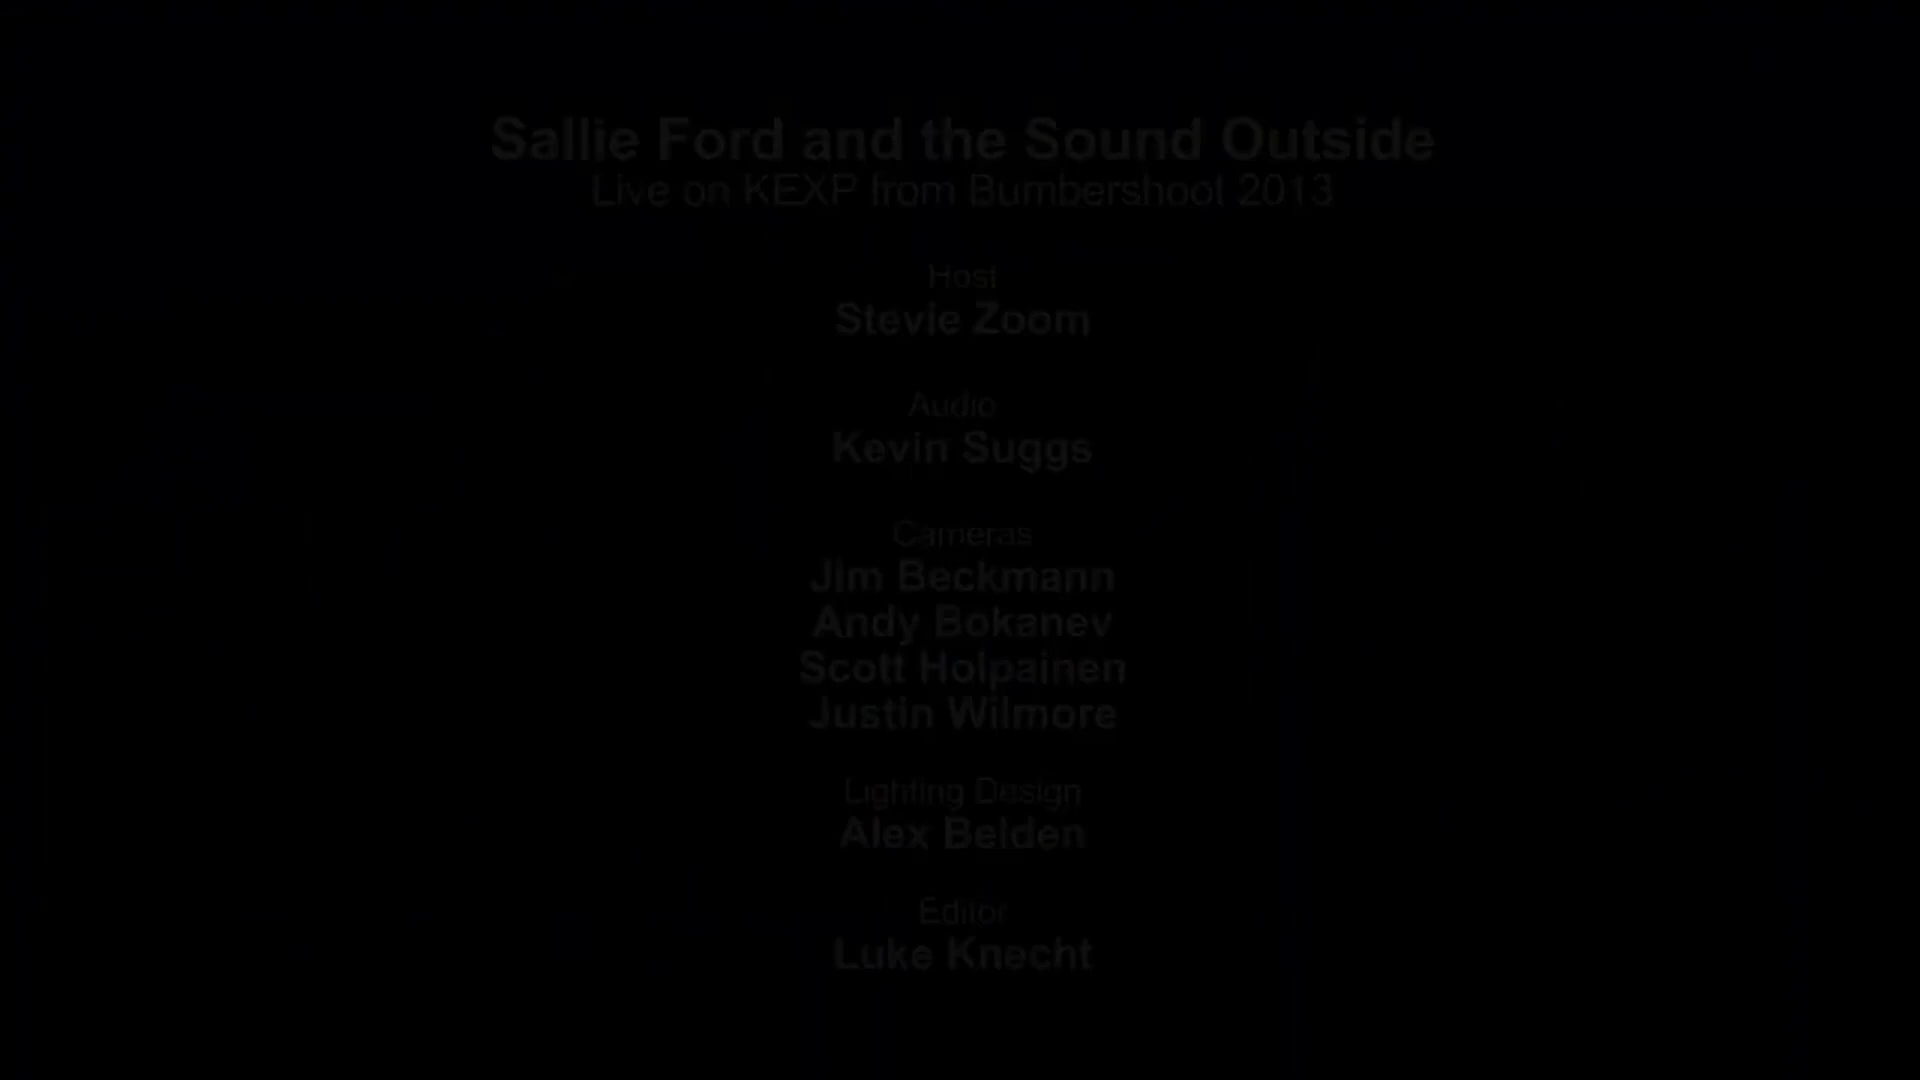 Sallie Ford and the Sound Outside
Live on KEXP from Bumbershoot 2013
Host
Stevie Zoom
Audio
Kevin Suggs
Cameras
Jim Beckmann
Andy Bokanev
Scott Holpainen
Justin Wilmore
Lighting Design
Alex Belden
Editor
Luke Knecht